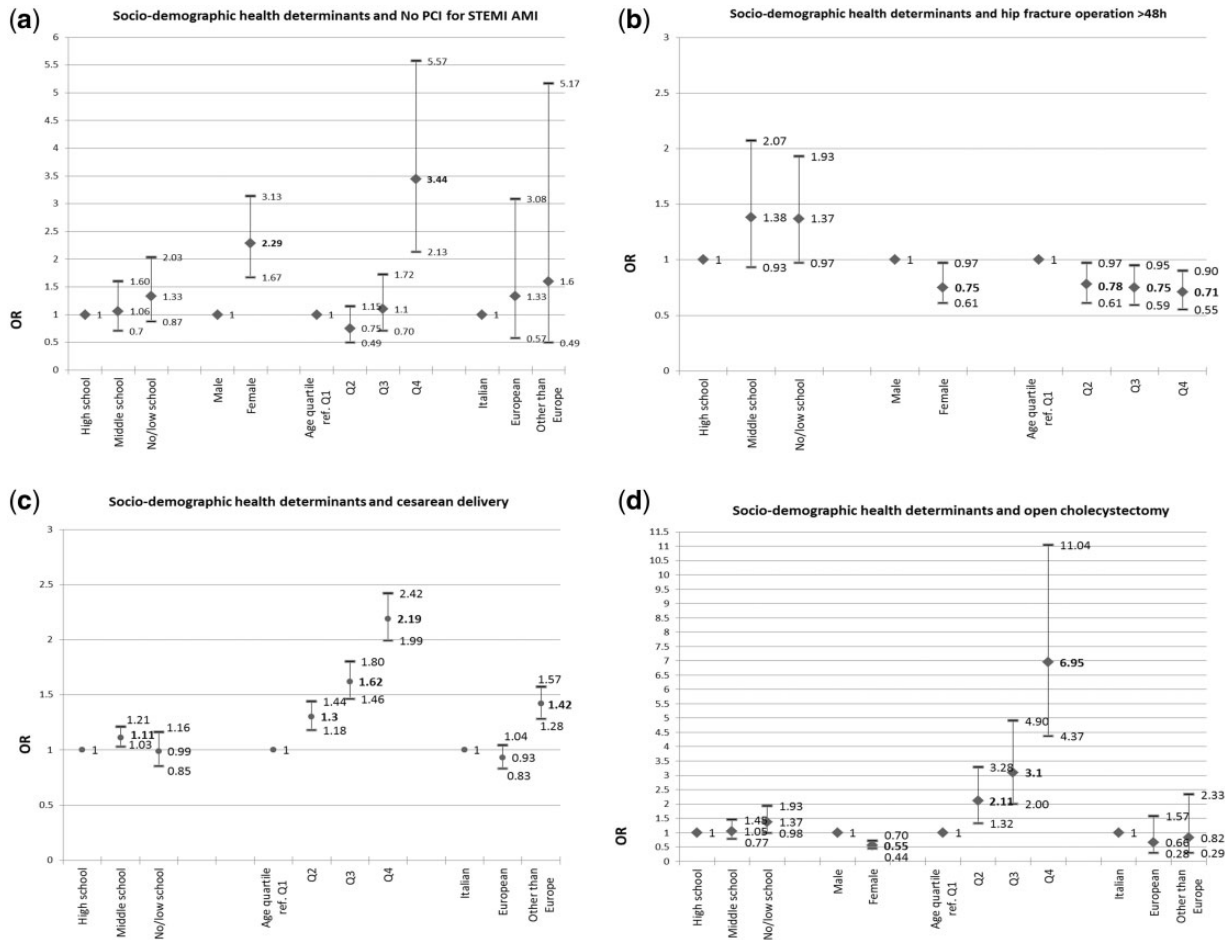 (a)
Socio-demographic health determinants and No PCI for STEMI AMI
6
5.5
5
4.5
4
3.5
3
2.5
2
1.5
1
0.5
0
OR
1
1.60
1.06
0.7
2.03
1.33
0.87
1
3.13
2.29
1.67
1
1.15
0.75
0.49
1.72
1.1
0.70
5.57
3.44
2.13
1
3.08
1.33
0.57
5.17
1.6
0.49
High school
Middle school
No/low school
Male
Female
Age quartile
ref. Q1
Q2
Q3
Q4
Italian
European
Other than
Europe
(b)
Socio-demographic health determinants and hip fracture operation >48h
3
2.5
2
1.5
1
0.5
0
OR
1
2.07
1.38
0.93
1.93
1.37
0.97
1
0.97
0.75
0.61
1
0.97
0.78
0.61
0.95
0.75
0.59
0.90
0.71
0.55
High school
Middle school
No/low school
Male
Female
Age quartile
ref. Q1
Q2
Q3
Q4
(c)
Socio-demographic health determinants and cesarean delivery
3
2.5
2
1.5
1
0.5
0
OR
1
1.21
1.11
1.03
1.16
0.99
0.85
1
1.44
1.3
1.18
1.80
1.62
1.46
2.42
2.19
1.99
1
1.04
0.93
0.83
1.57
1.42
1.28
High school
Middle school
No/low school
Age quartile
ref. Q1
Q2
Q3
Q4
Italian
European
Other than
Europe
(d)
Socio-demographic health determinants and open cholecystectomy
11.5
11
10.5
10
9.5
9
8.5
8
7.5
7
6.5
6
5.5
5
4.5
4
3.5
3
2.5
2
1.5
1
0.5
0
OR
1
1.05
0.77
1.93
1.37
0.98
1
0.70
0.55
0.44
1
3.28
2.11
1.32
4.90
3.1
2.00
11.04
6.95
4.37
1
1.57
0.66
0.28
2.33
0.82
0.29
High school
Middle school
No/low school
Male
Female
Age quartile
ref. Q1
Q2
Q3
Q4
Italian
European
Other than
Europe